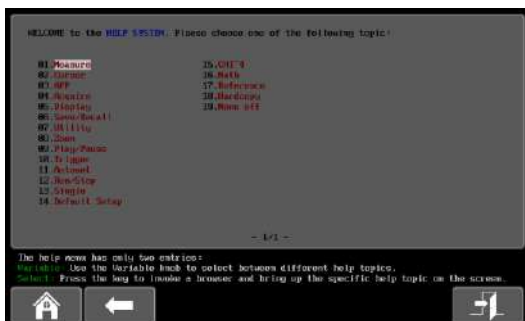 WELCOME to the HELP SYSTEM. Please choose one of the following topic:
01.Measure
02.Cursor
03.APP
04.Acquire
05.Display
06.Save/Recall
07.Utility
08.Zoom
09.Play/Pause
10.Trigger
11.Autoset
12.Run/Stop
13.Single
14.Default Setup
15.CH1~4
16.Math
17.Reference
18.Hardcopy
19.Menu off
- 1/1 -
The help menu has only two entries:
Variable: Use the Variable knob to select between different help topics.
Select: Press the key to invoke a browser and bring up the specific help topic on the screen.